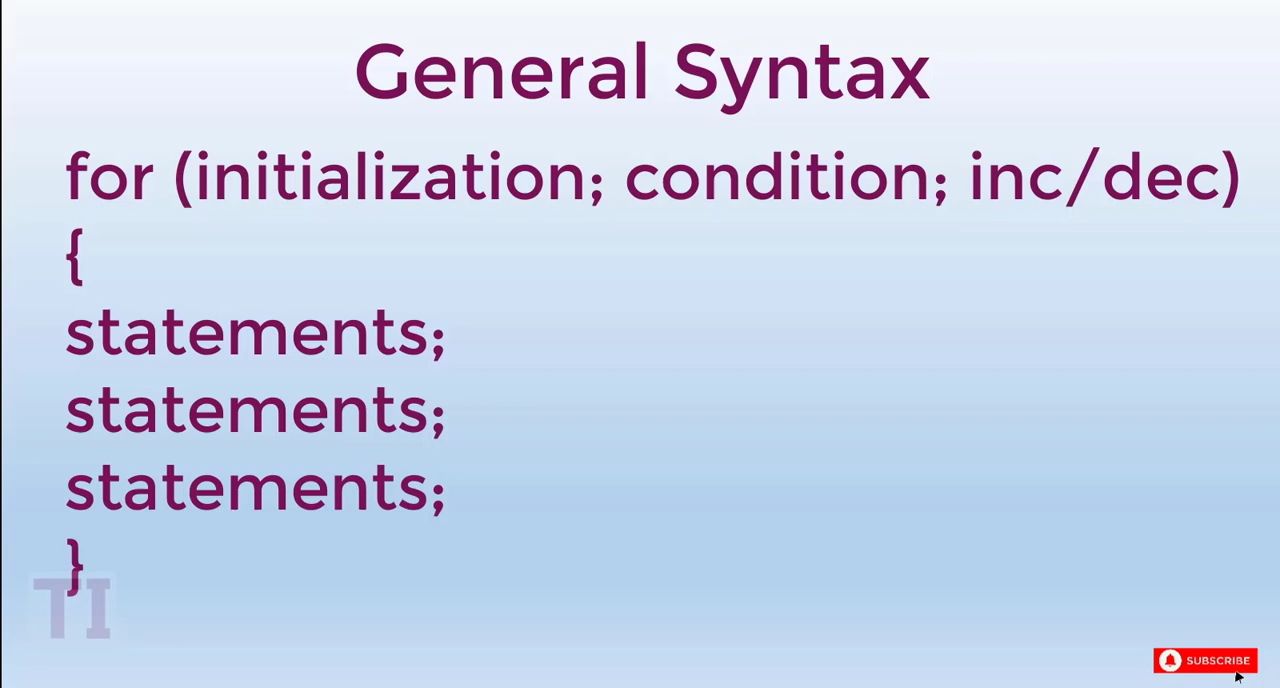 General Syntax
for (initialization; condition; inc/dec)
{
statements;
statements;
statements;
}
TI
SUBSCRIBE